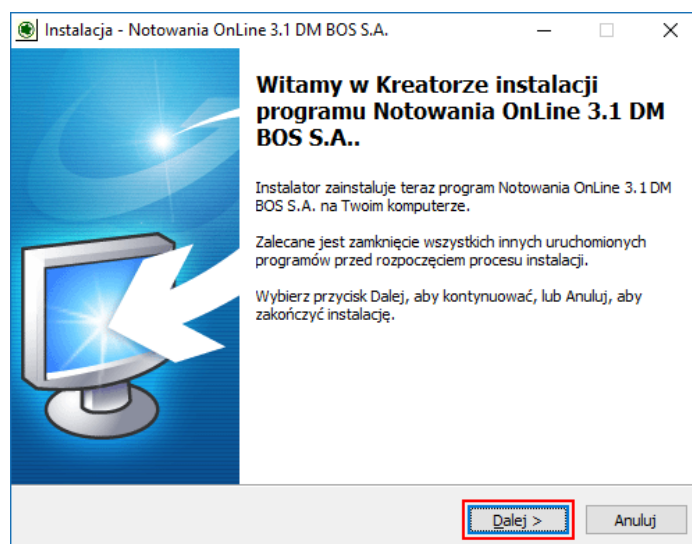 Instalacja - Notowania OnLine 3.1 DM BOS S.A.
Witamy w Kreatorze instalacji
programu Notowania OnLine 3.1 DM
BOS S.A..
Instalator zainstaluje teraz program Notowania OnLine 3.1 DM
BOS S.A. na Twoim komputerze.
Zalecane jest zamknięcie wszystkich innych uruchomionych
programów przed rozpoczęciem procesu instalacji.
Wybierz przycisk Dalej, aby kontynuować, lub Anuluj, aby
zakończyć instalację.
Dalej >
Anuluj